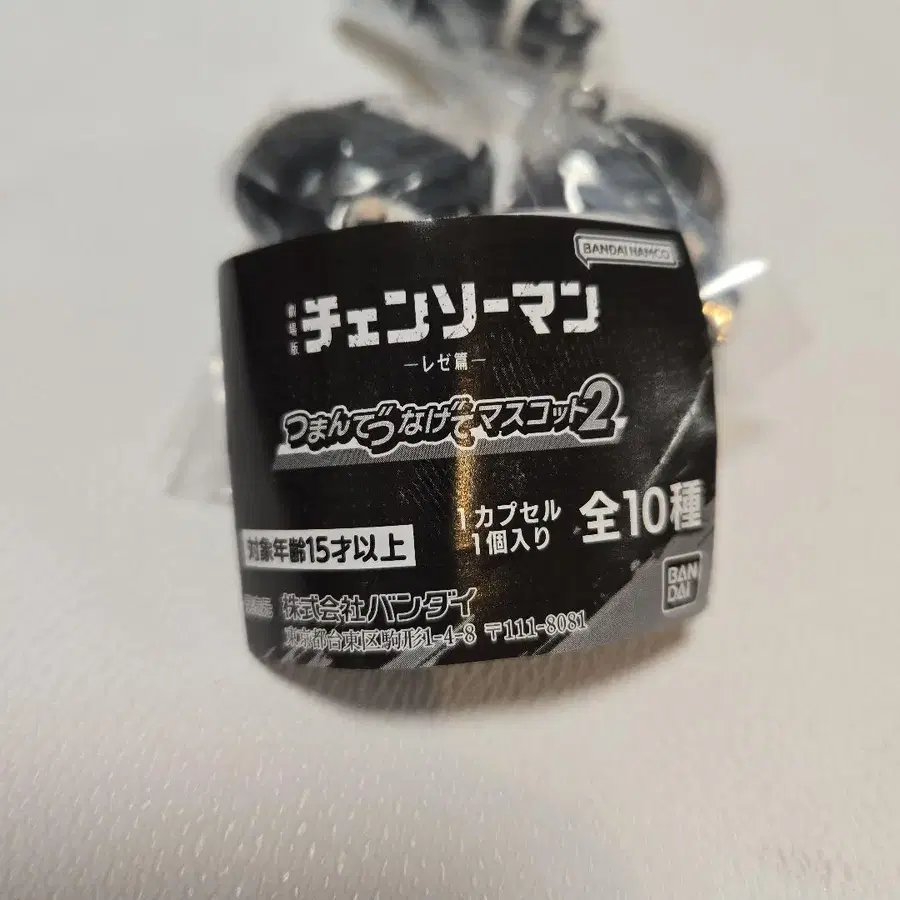 BANDAI NAMCO
劇場版 チェンソーマン
―レゼ篇―
つまんでつなげてマスコット2
1カプセル
1個入り
全10種
対象年齢15才以上
BAN
DAI
株式会社バンダイ
東京都台東区駒形1-4-8 〒111-8081